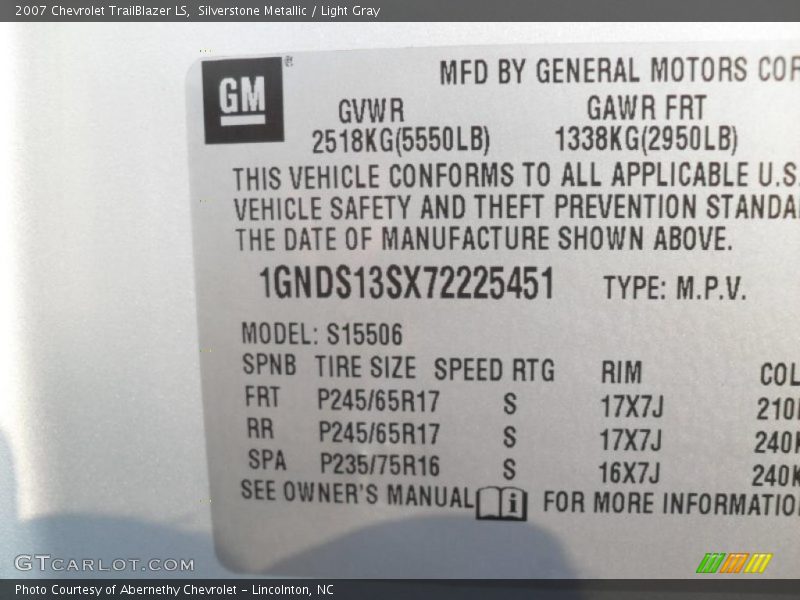 2007 Chevrolet TrailBlazer LS, Silverstone Metallic / Light Gray
GM®
MFD BY GENERAL MOTORS COR
GVWR GAWR FRT
2518KG(5550LB) 1338KG(2950LB)
THIS VEHICLE CONFORMS TO ALL APPLICABLE U.S.
VEHICLE SAFETY AND THEFT PREVENTION STANDA
THE DATE OF MANUFACTURE SHOWN ABOVE.
1GNDS13SX72225451 TYPE: M.P.V.
MODEL: S15506
SPNB TIRE SIZE SPEED RTG RIM COL
FRT P245/65R17 S 17X7J 210
RR P245/65R17 S 17X7J 240K
SPA P235/75R16 S 16X7J 240K
SEE OWNER'S MANUAL i FOR MORE INFORMATIO
GTCARLOT.COM
Photo Courtesy of Abernethy Chevrolet – Lincolnton, NC